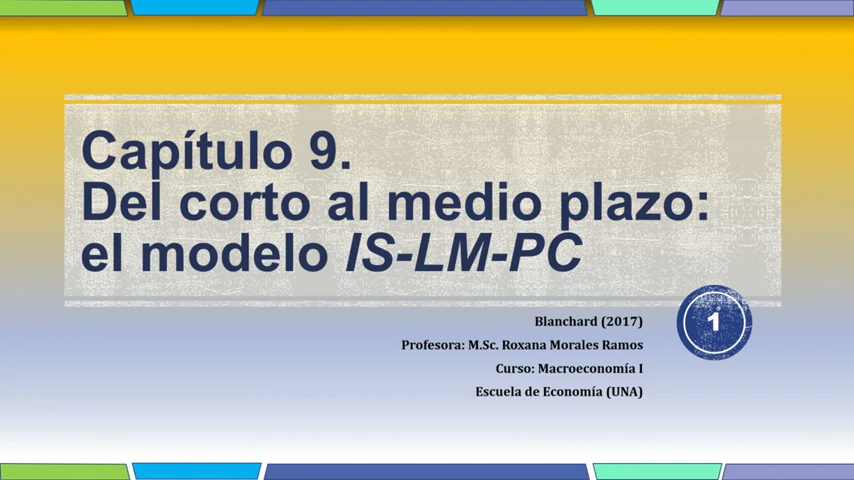 Capítulo 9.
Del corto al medio plazo:
el modelo IS-LM-PC
Blanchard (2017)
Profesora: M.Sc. Roxana Morales Ramos
Curso: Macroeconomía I
Escuela de Economía (UNA)
1